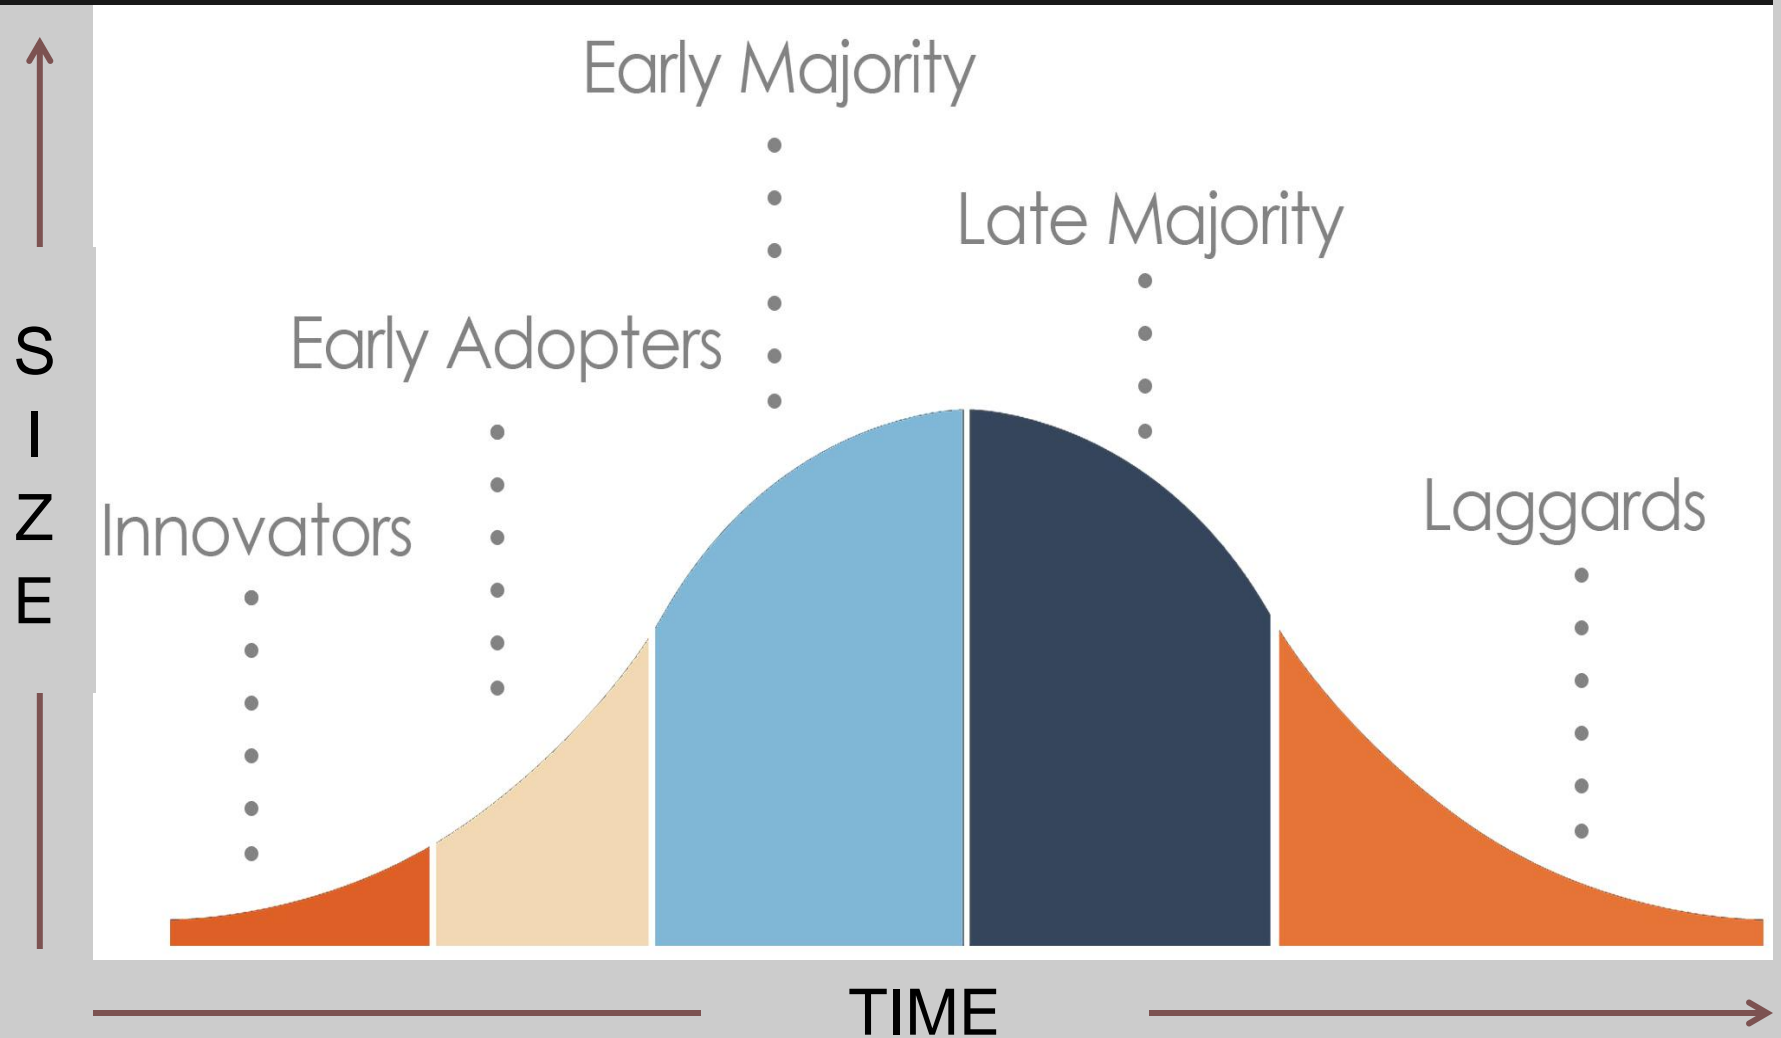 Early Majority
Late Majority
Early Adopters
Innovators
Laggards
S
I
Z
E
TIME